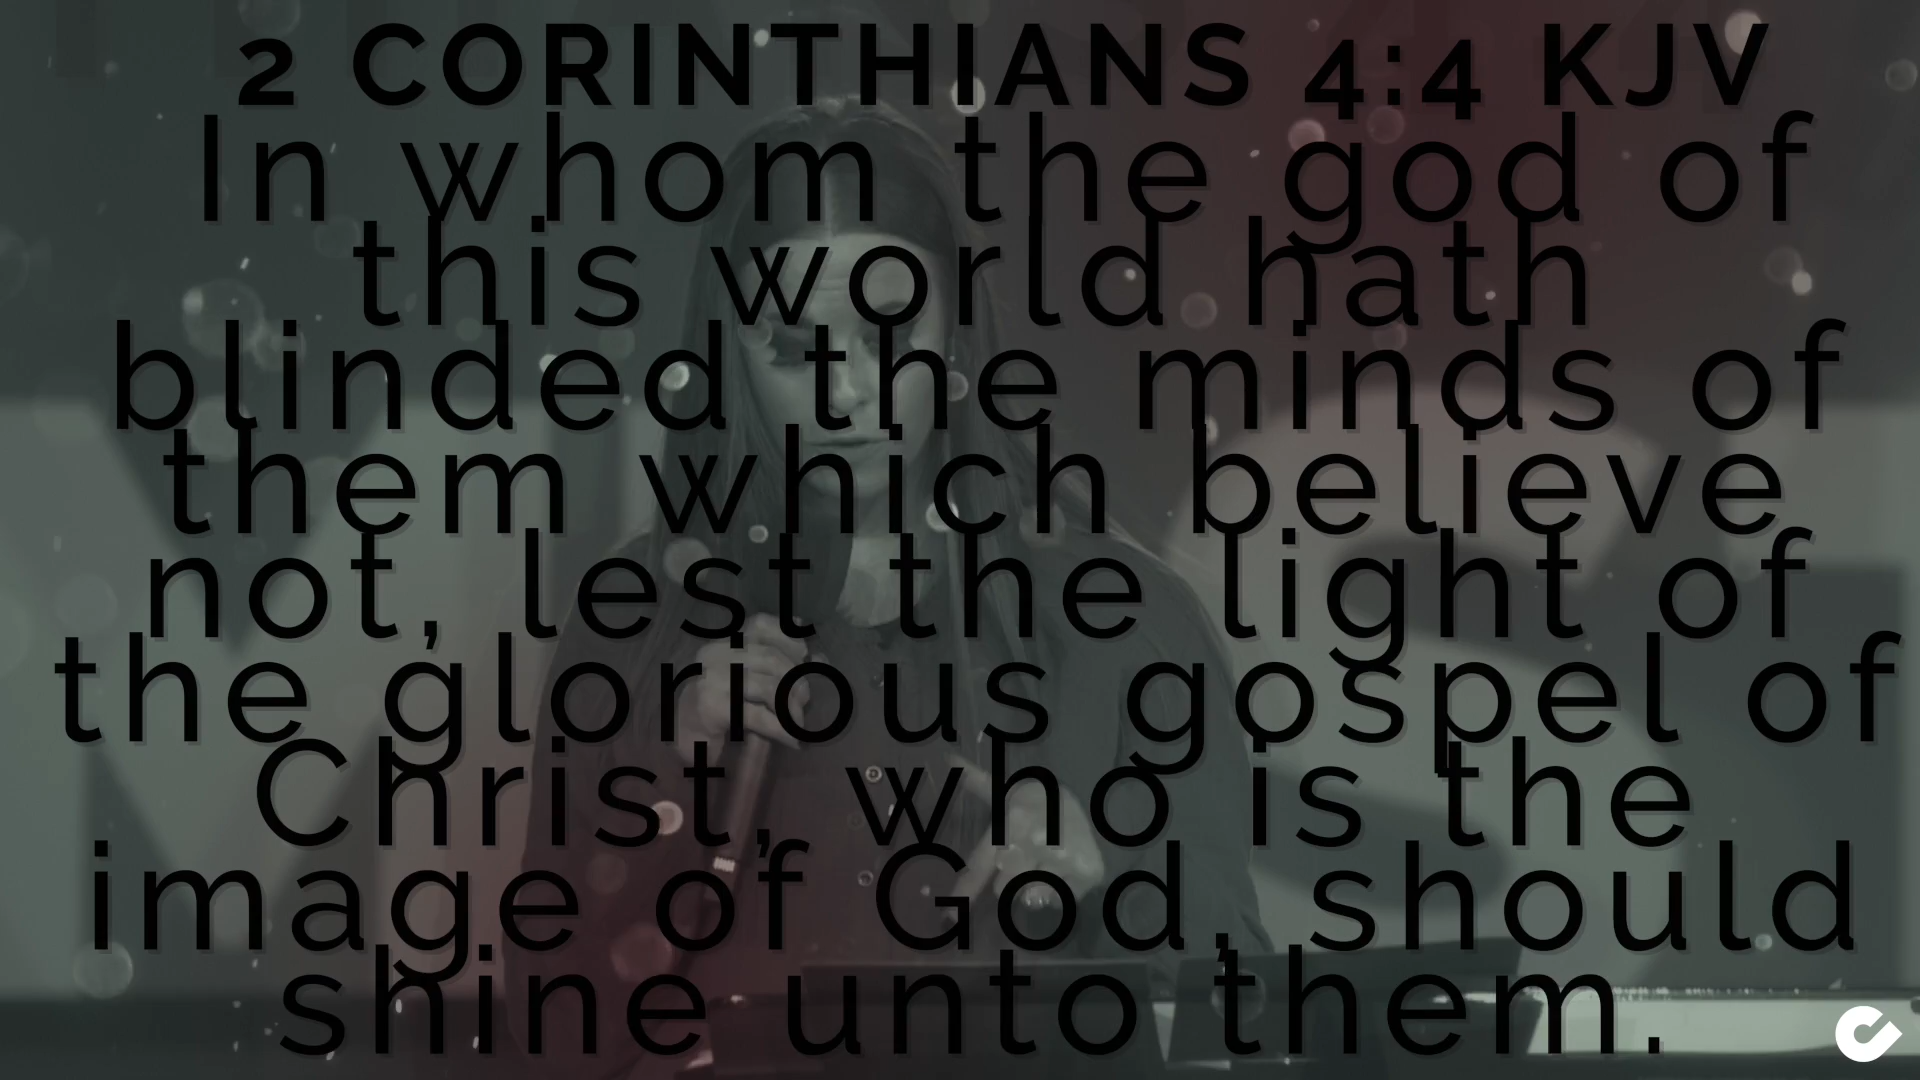 2 CORINTHIANS 4:4 KJV
In whom the god of
this world hath
blinded the minds of
them which believe
not, lest the light of
the glorious gospel of
Christ, who is the
image of God, should
shine unto them.